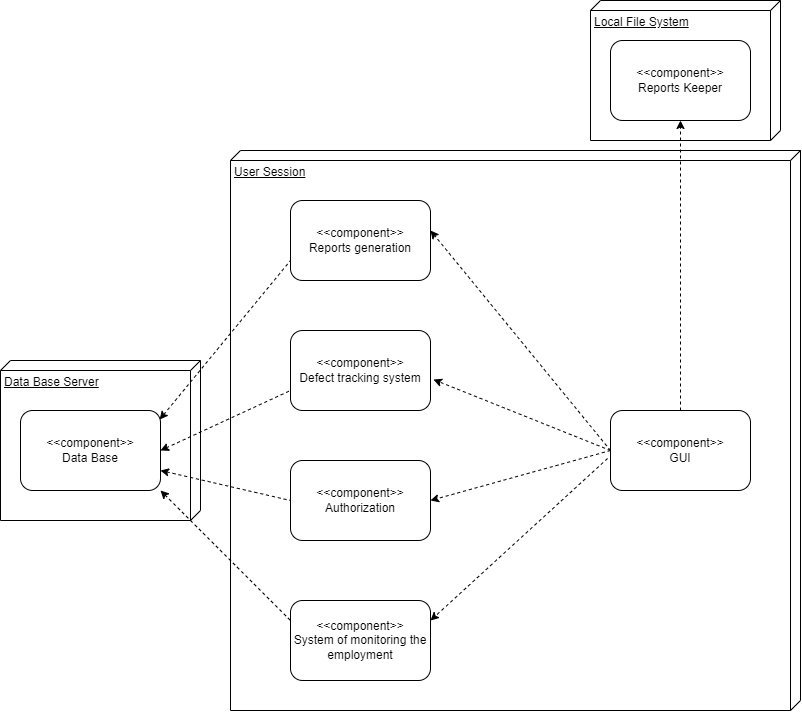 Local File System
<<component>>
Reports Keeper
User Session
<<component>>
Reports generation
<<component>>
Defect tracking system
Data Base Server
<<component>>
Data Base
<<component>>
GUI
<<component>>
Authorization
<<component>>
System of monitoring the
employment